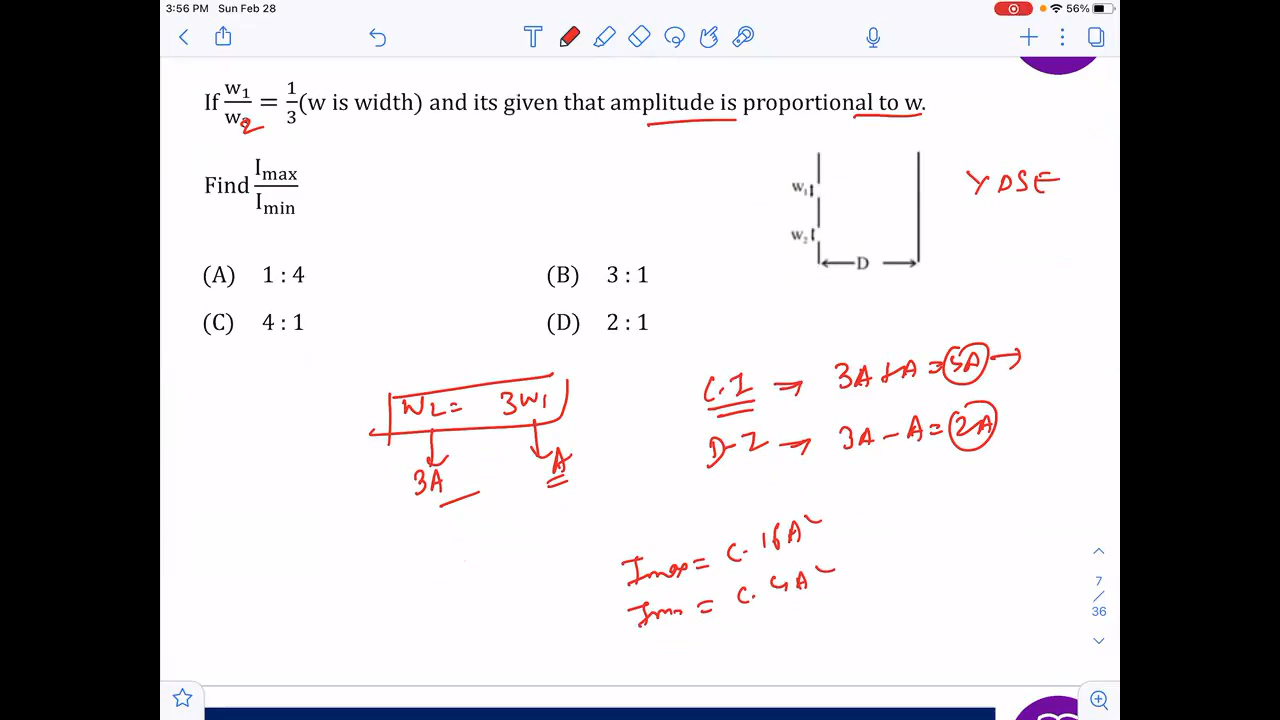 3:56 PM Sun Feb 28
56%
If w₁/w₂ = 1/3 (w is width) and its given that amplitude is proportional to w.
YDSE
Find Imax/Imin
w₁
w₂
D
(A) 1 : 4
(B) 3 : 1
(C) 4 : 1
(D) 2 : 1
C.I ⇒ 3A + A = 5A →
W2 = 3W1
D-I → 3A - A = 2A
3A A
Imax = C. 16A²
Imin = C. 4A²
7
/
36